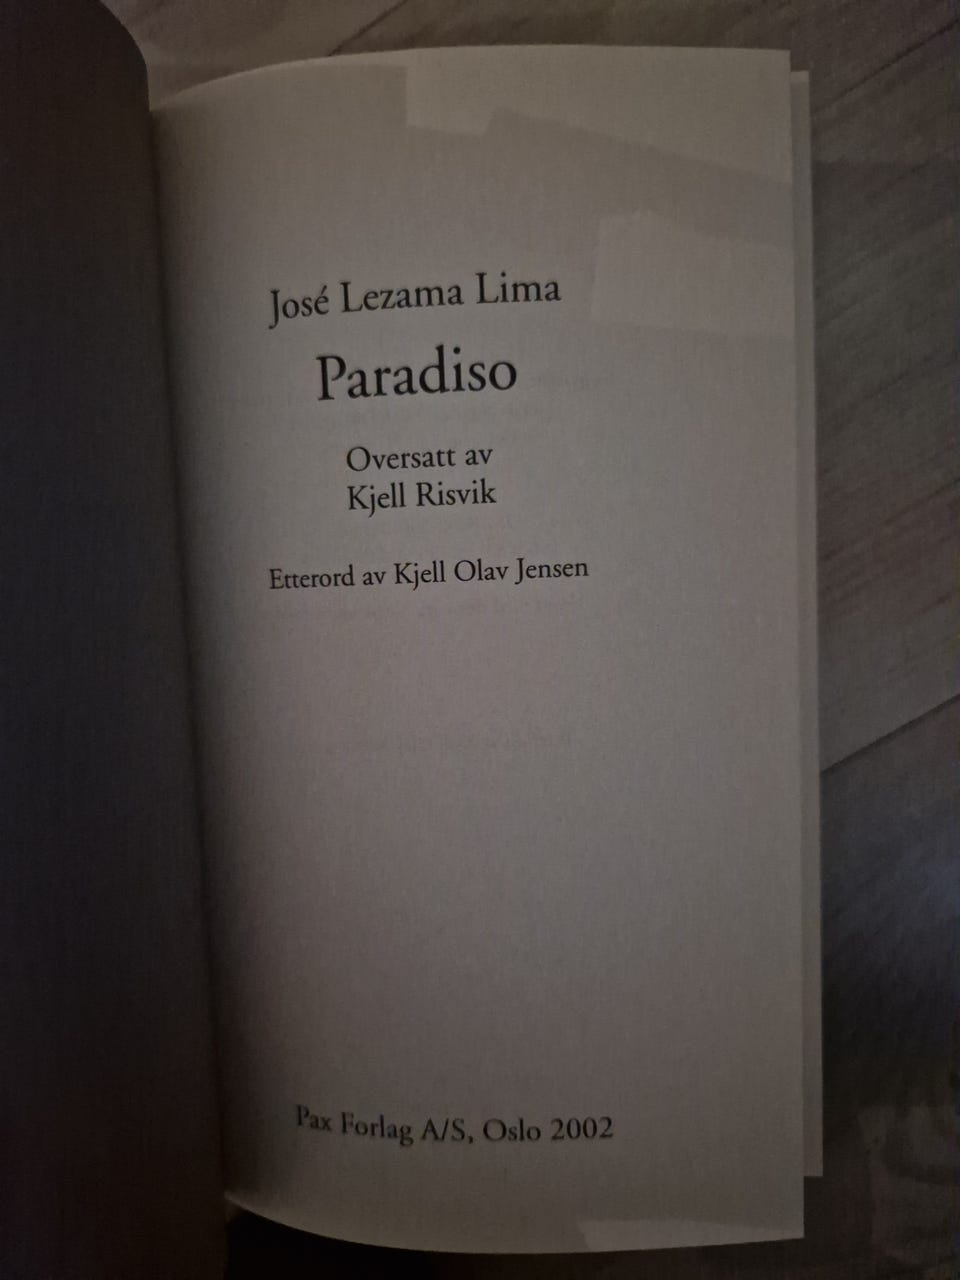 José Lezama Lima
Paradiso
Oversatt av
Kjell Risvik
Etterord av Kjell Olav Jensen
Pax Forlag A/S, Oslo 2002